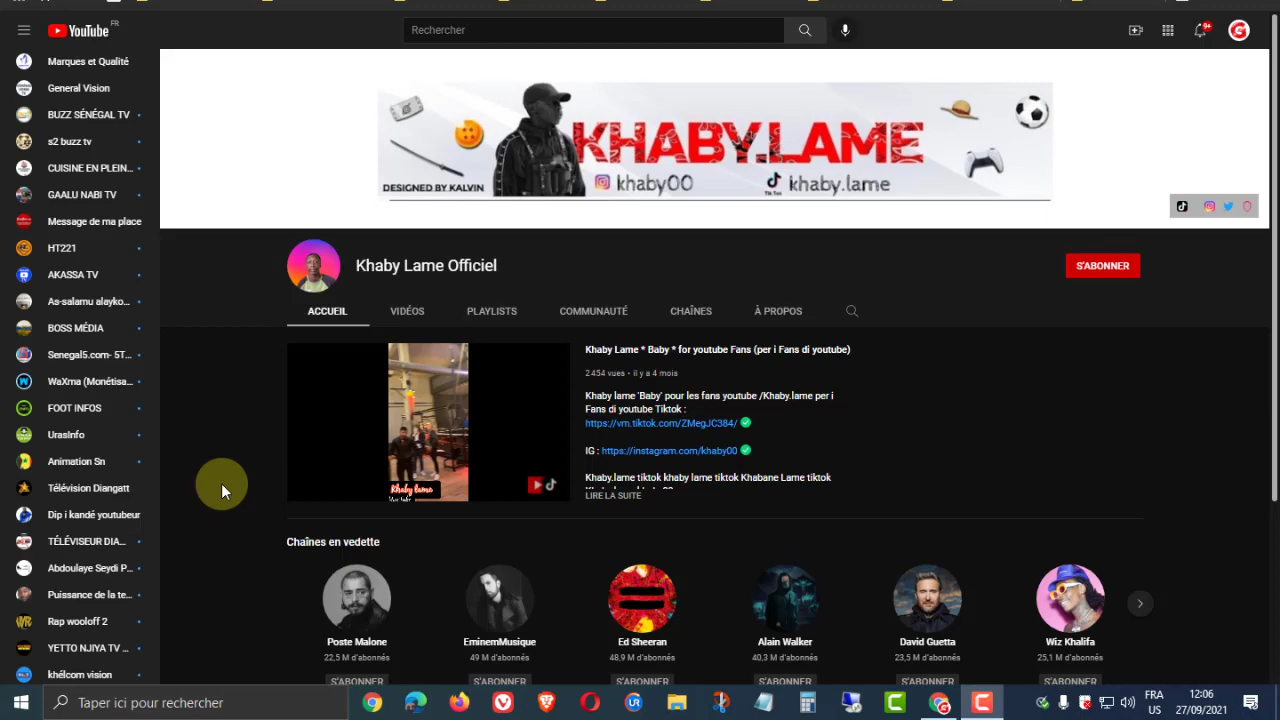 YouTube FR
Rechercher
9+
Marques et Qualité
General Vision
BUZZ SÉNÉGAL TV
s2 buzz tv
CUISINE EN PLEIN...
GAALU NABI TV
Message de ma place
HT221
AKASSA TV
As-salamu alayko...
BOSS MÉDIA
Senegal5.com- 5T...
WaXma (Monétisa...
FOOT INFOS
UrasInfo
Animation Sn
Télévision Diangatt
Dip i kandé youtubeur
TÉLÉVISEUR DIA...
Abdoulaye Seydi P...
Puissance de la te...
Rap wooloff 2
YETTO NJIYA TV ...
khélcom vision
KHABY.LAME
DESIGNED BY KALVIN
khaby00
Tik Tok
khaby.lame
Khaby Lame Officiel
S'ABONNER
ACCUEIL VIDÉOS PLAYLISTS COMMUNAUTÉ CHAÎNES À PROPOS
Khaby lame
Khaby Lame * Baby * for youtube Fans (per i Fans di youtube)
2 454 vues • il y a 4 mois
Khaby lame 'Baby' pour les fans youtube /Khaby.lame per i
Fans di youtube Tiktok :
https://vm.tiktok.com/ZMegJC384/
IG : https://instagram.com/khaby00
Khaby.lame tiktok khaby lame tiktok Khabane Lame tiktok
LIRE LA SUITE
Chaînes en vedette
Poste Malone
22,5 M d'abonnés
S'ABONNER
EminemMusique
49 M d'abonnés
S'ABONNER
Ed Sheeran
48,9 M d'abonnés
S'ABONNER
Alain Walker
40,3 M d'abonnés
S'ABONNER
David Guetta
23,5 M d'abonnés
S'ABONNER
Wiz Khalifa
25,1 M d'abonnés
S'ABONNER
Taper ici pour rechercher
FRA
US
12:06
27/09/2021